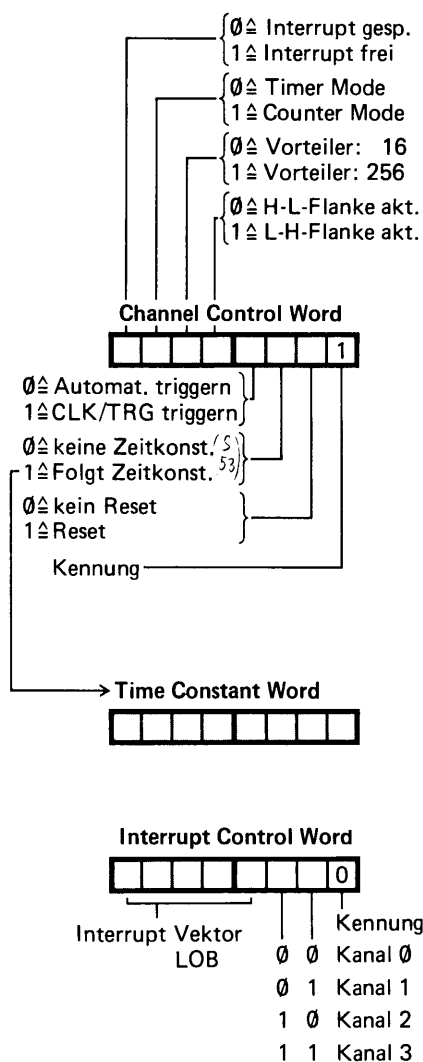 Ø≙ Interrupt gesp.
1≙ Interrupt frei
Ø≙ Timer Mode
1≙ Counter Mode
Ø≙ Vorteiler: 16
1≙ Vorteiler: 256
Ø≙ H-L-Flanke akt.
1≙ L-H-Flanke akt.
Channel Control Word
1
Ø≙ Automat. triggern
1≙CLK/TRG triggern
Ø≙ keine Zeitkonst. (S
1≙Folgt Zeitkonst. 53)
Ø≙ kein Reset
1≙Reset
Kennung
Time Constant Word
Interrupt Control Word
0
Kennung
Interrupt Vektor
LOB
Ø Ø Kanal Ø
Ø 1 Kanal 1
1 Ø Kanal 2
1 1 Kanal 3